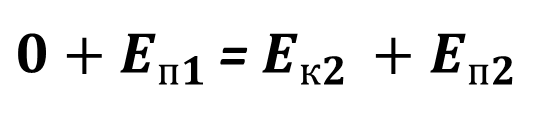 0 + Eп1 = Eк2 + Eп2